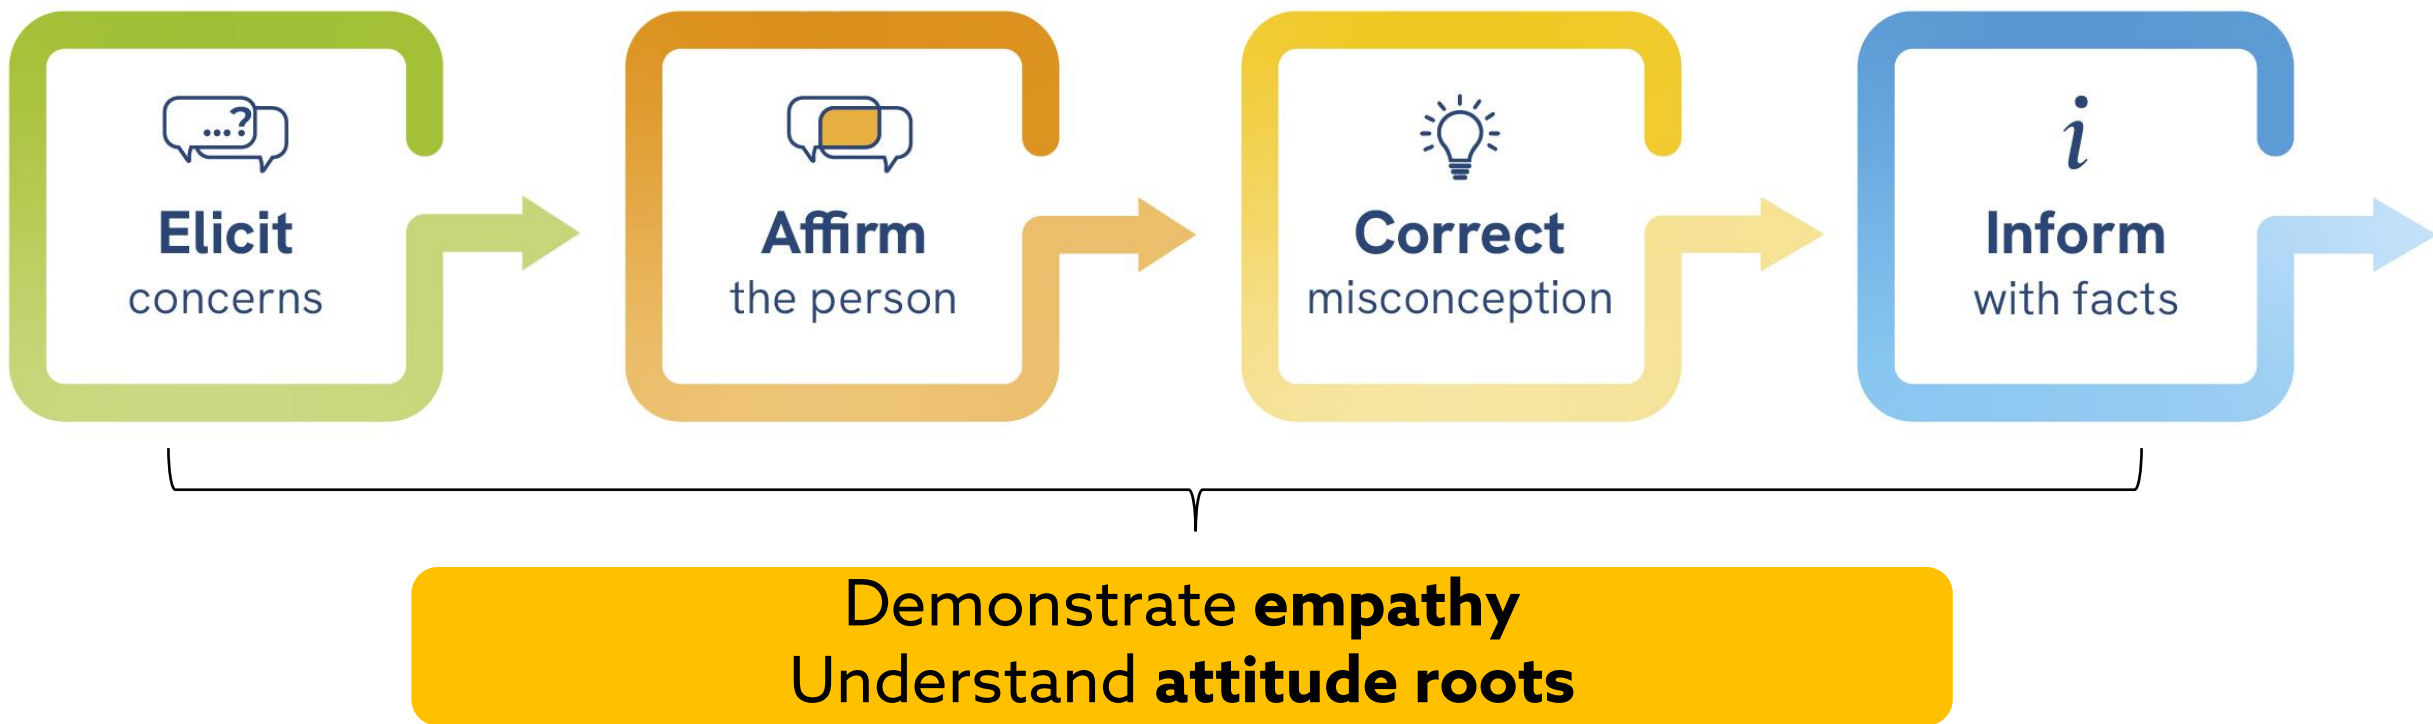 ...?
Elicit
concerns
Affirm
the person
Correct
misconception
i
Inform
with facts
Demonstrate empathy
Understand attitude roots